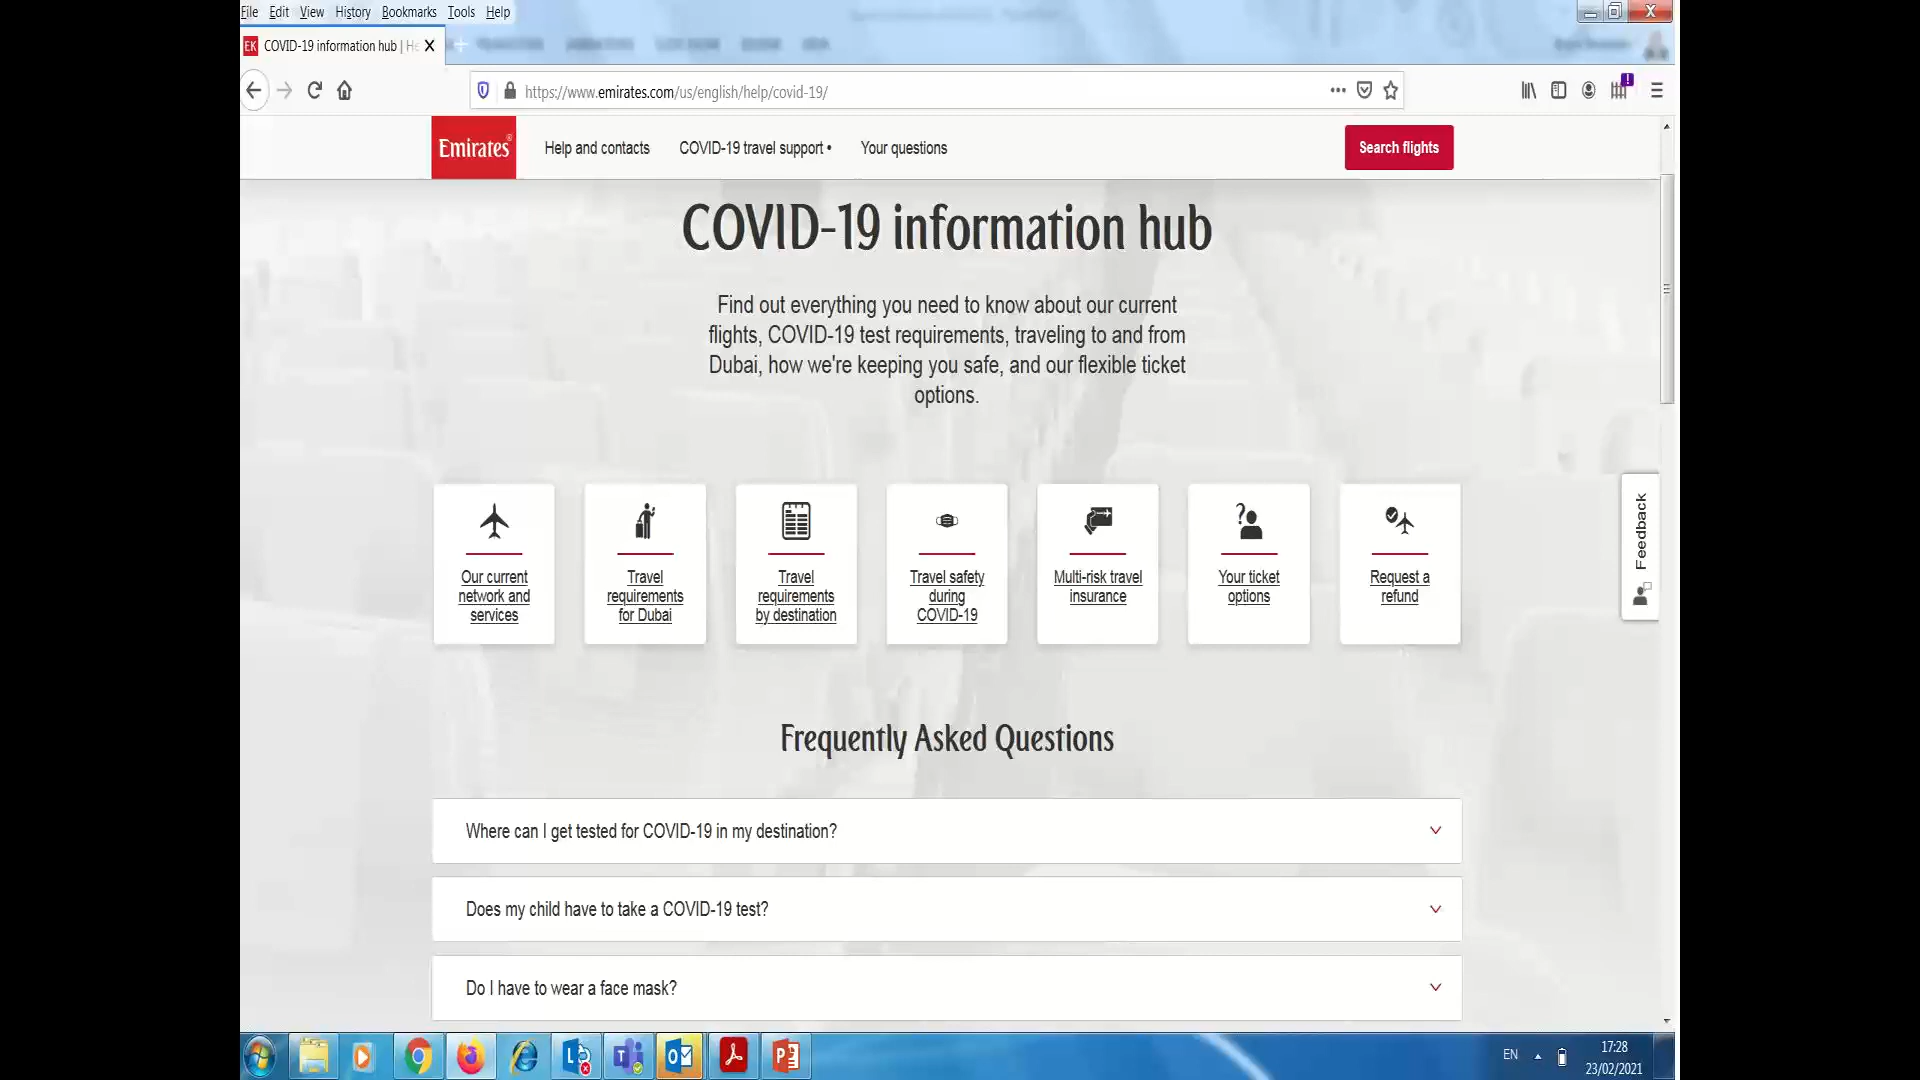 File Edit View History Bookmarks Tools Help
EK COVID-19 information hub | He
https://www.emirates.com/us/english/help/covid-19/
Emirates Help and contacts COVID-19 travel support • Your questions Search flights
COVID-19 information hub
Find out everything you need to know about our current
flights, COVID-19 test requirements, traveling to and from
Dubai, how we're keeping you safe, and our flexible ticket
options.
Our current
network and
services
Travel
requirements
for Dubai
Travel
requirements
by destination
Travel safety
during
COVID-19
Multi-risk travel
insurance
Your ticket
options
Request a
refund
Feedback
Frequently Asked Questions
Where can I get tested for COVID-19 in my destination?
Does my child have to take a COVID-19 test?
Do I have to wear a face mask?
EN 17:28
23/02/2021